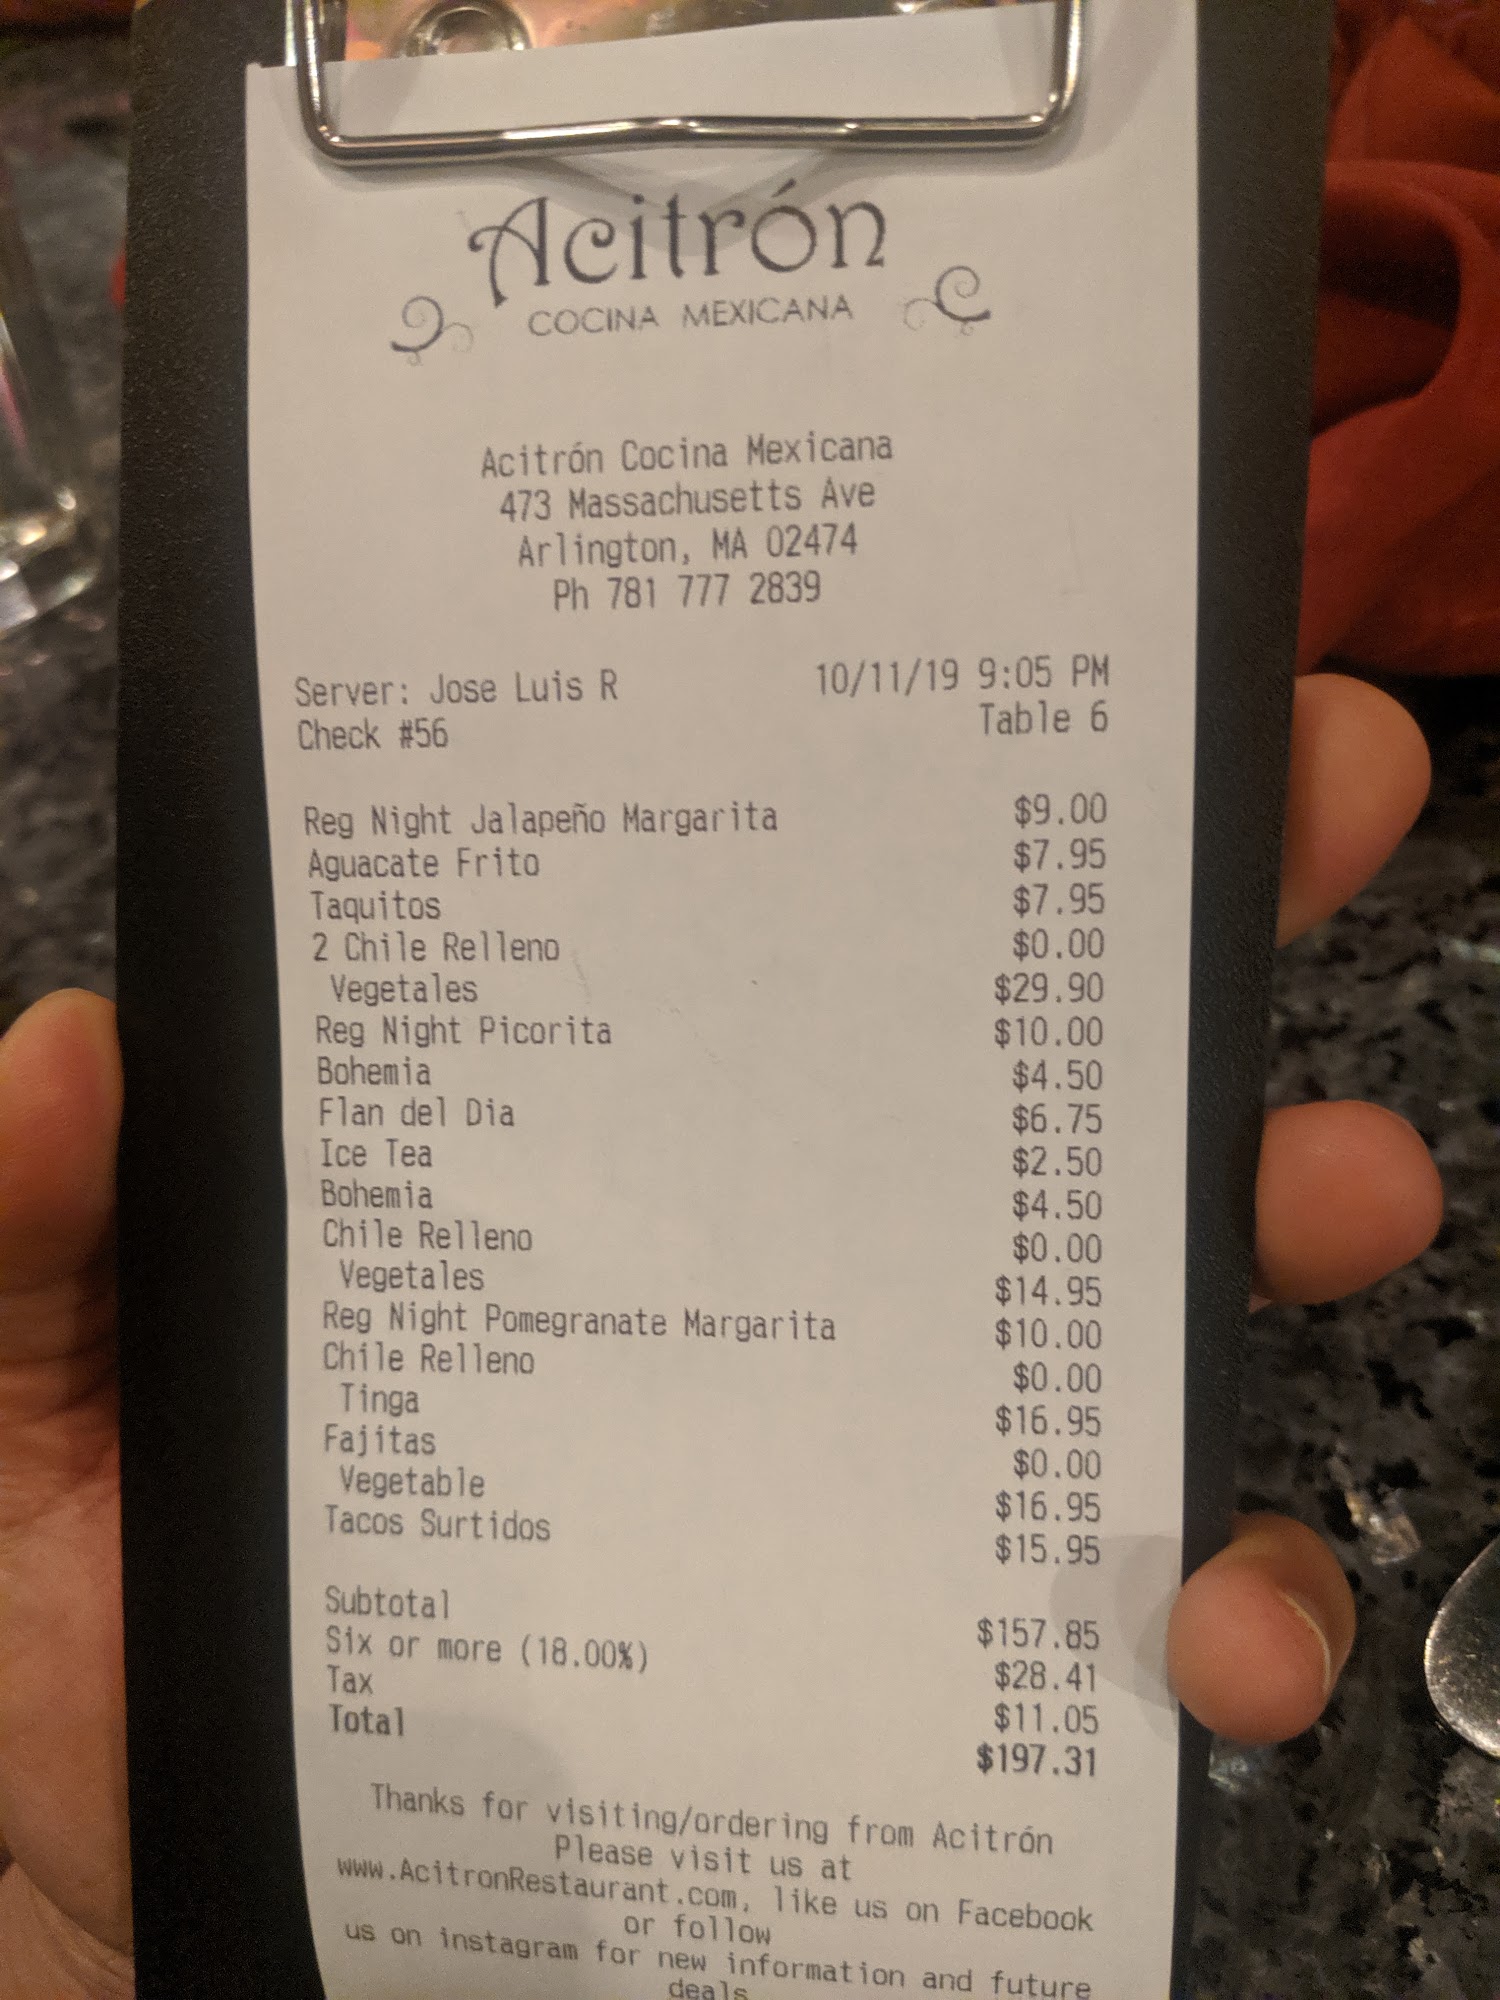 Acitrón
COCINA MEXICANA
Acitrón Cocina Mexicana
473 Massachusetts Ave
Arlington, MA 02474
Ph 781 777 2839
Server: Jose Luis R 10/11/19 9:05 PM
Check #56 Table 6
Reg Night Jalapeño Margarita $9.00
Aguacate Frito $7.95
Taquitos $7.95
2 Chile Relleno $0.00
Vegetales $29.90
Reg Night Picorita $10.00
Bohemia $4.50
Flan del Dia $6.75
Ice Tea $2.50
Bohemia $4.50
Chile Relleno $0.00
Vegetales $14.95
Reg Night Pomegranate Margarita $10.00
Chile Relleno $0.00
Tinga $16.95
Fajitas $0.00
Vegetable $16.95
Tacos Surtidos $15.95
Subtotal $157.85
Six or more (18.00%) $28.41
Tax $11.05
Total $197.31
Thanks for visiting/ordering from Acitrón
Please visit us at
www.AcitronRestaurant.com, like us on Facebook
or follow
us on instagram for new information and future
deals